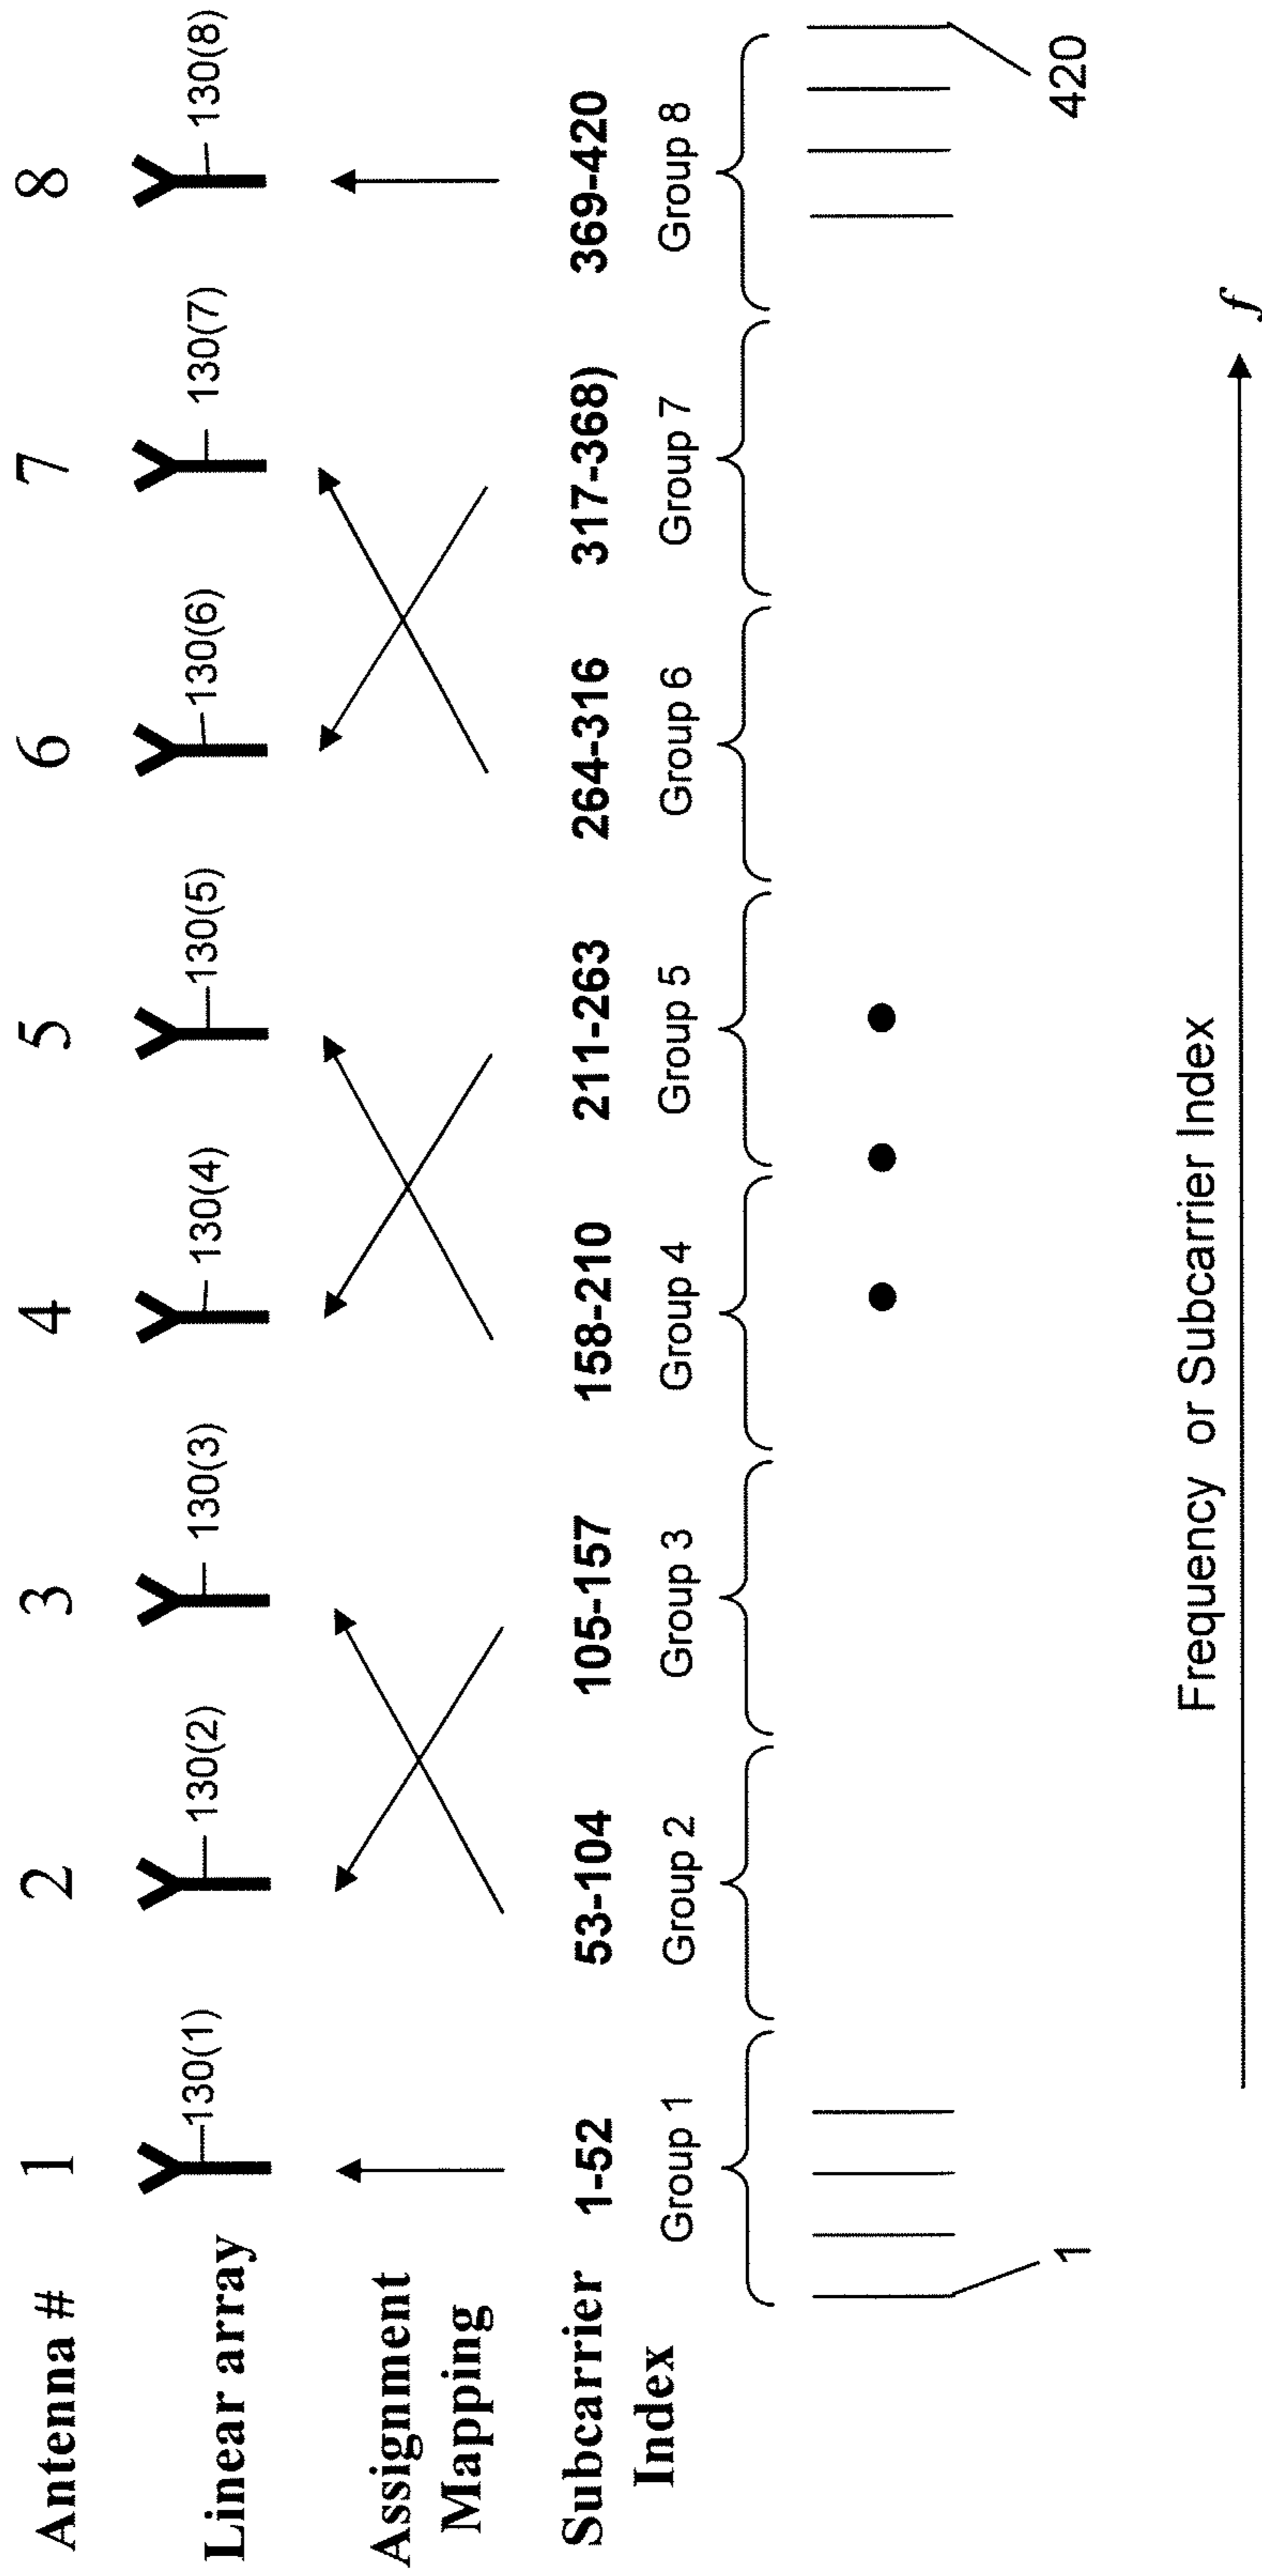 Antenna # 1 2 3 4 5 6 7 8
Linear array 130(1) 130(2) 130(3) 130(4) 130(5) 130(6) 130(7) 130(8)
Assignment
Mapping
Subcarrier 1-52 53-104 105-157 158-210 211-263 264-316 317-368) 369-420
Index
Group 1 Group 2 Group 3 Group 4 Group 5 Group 6 Group 7 Group 8
1 420
Frequency or Subcarrier Index
f